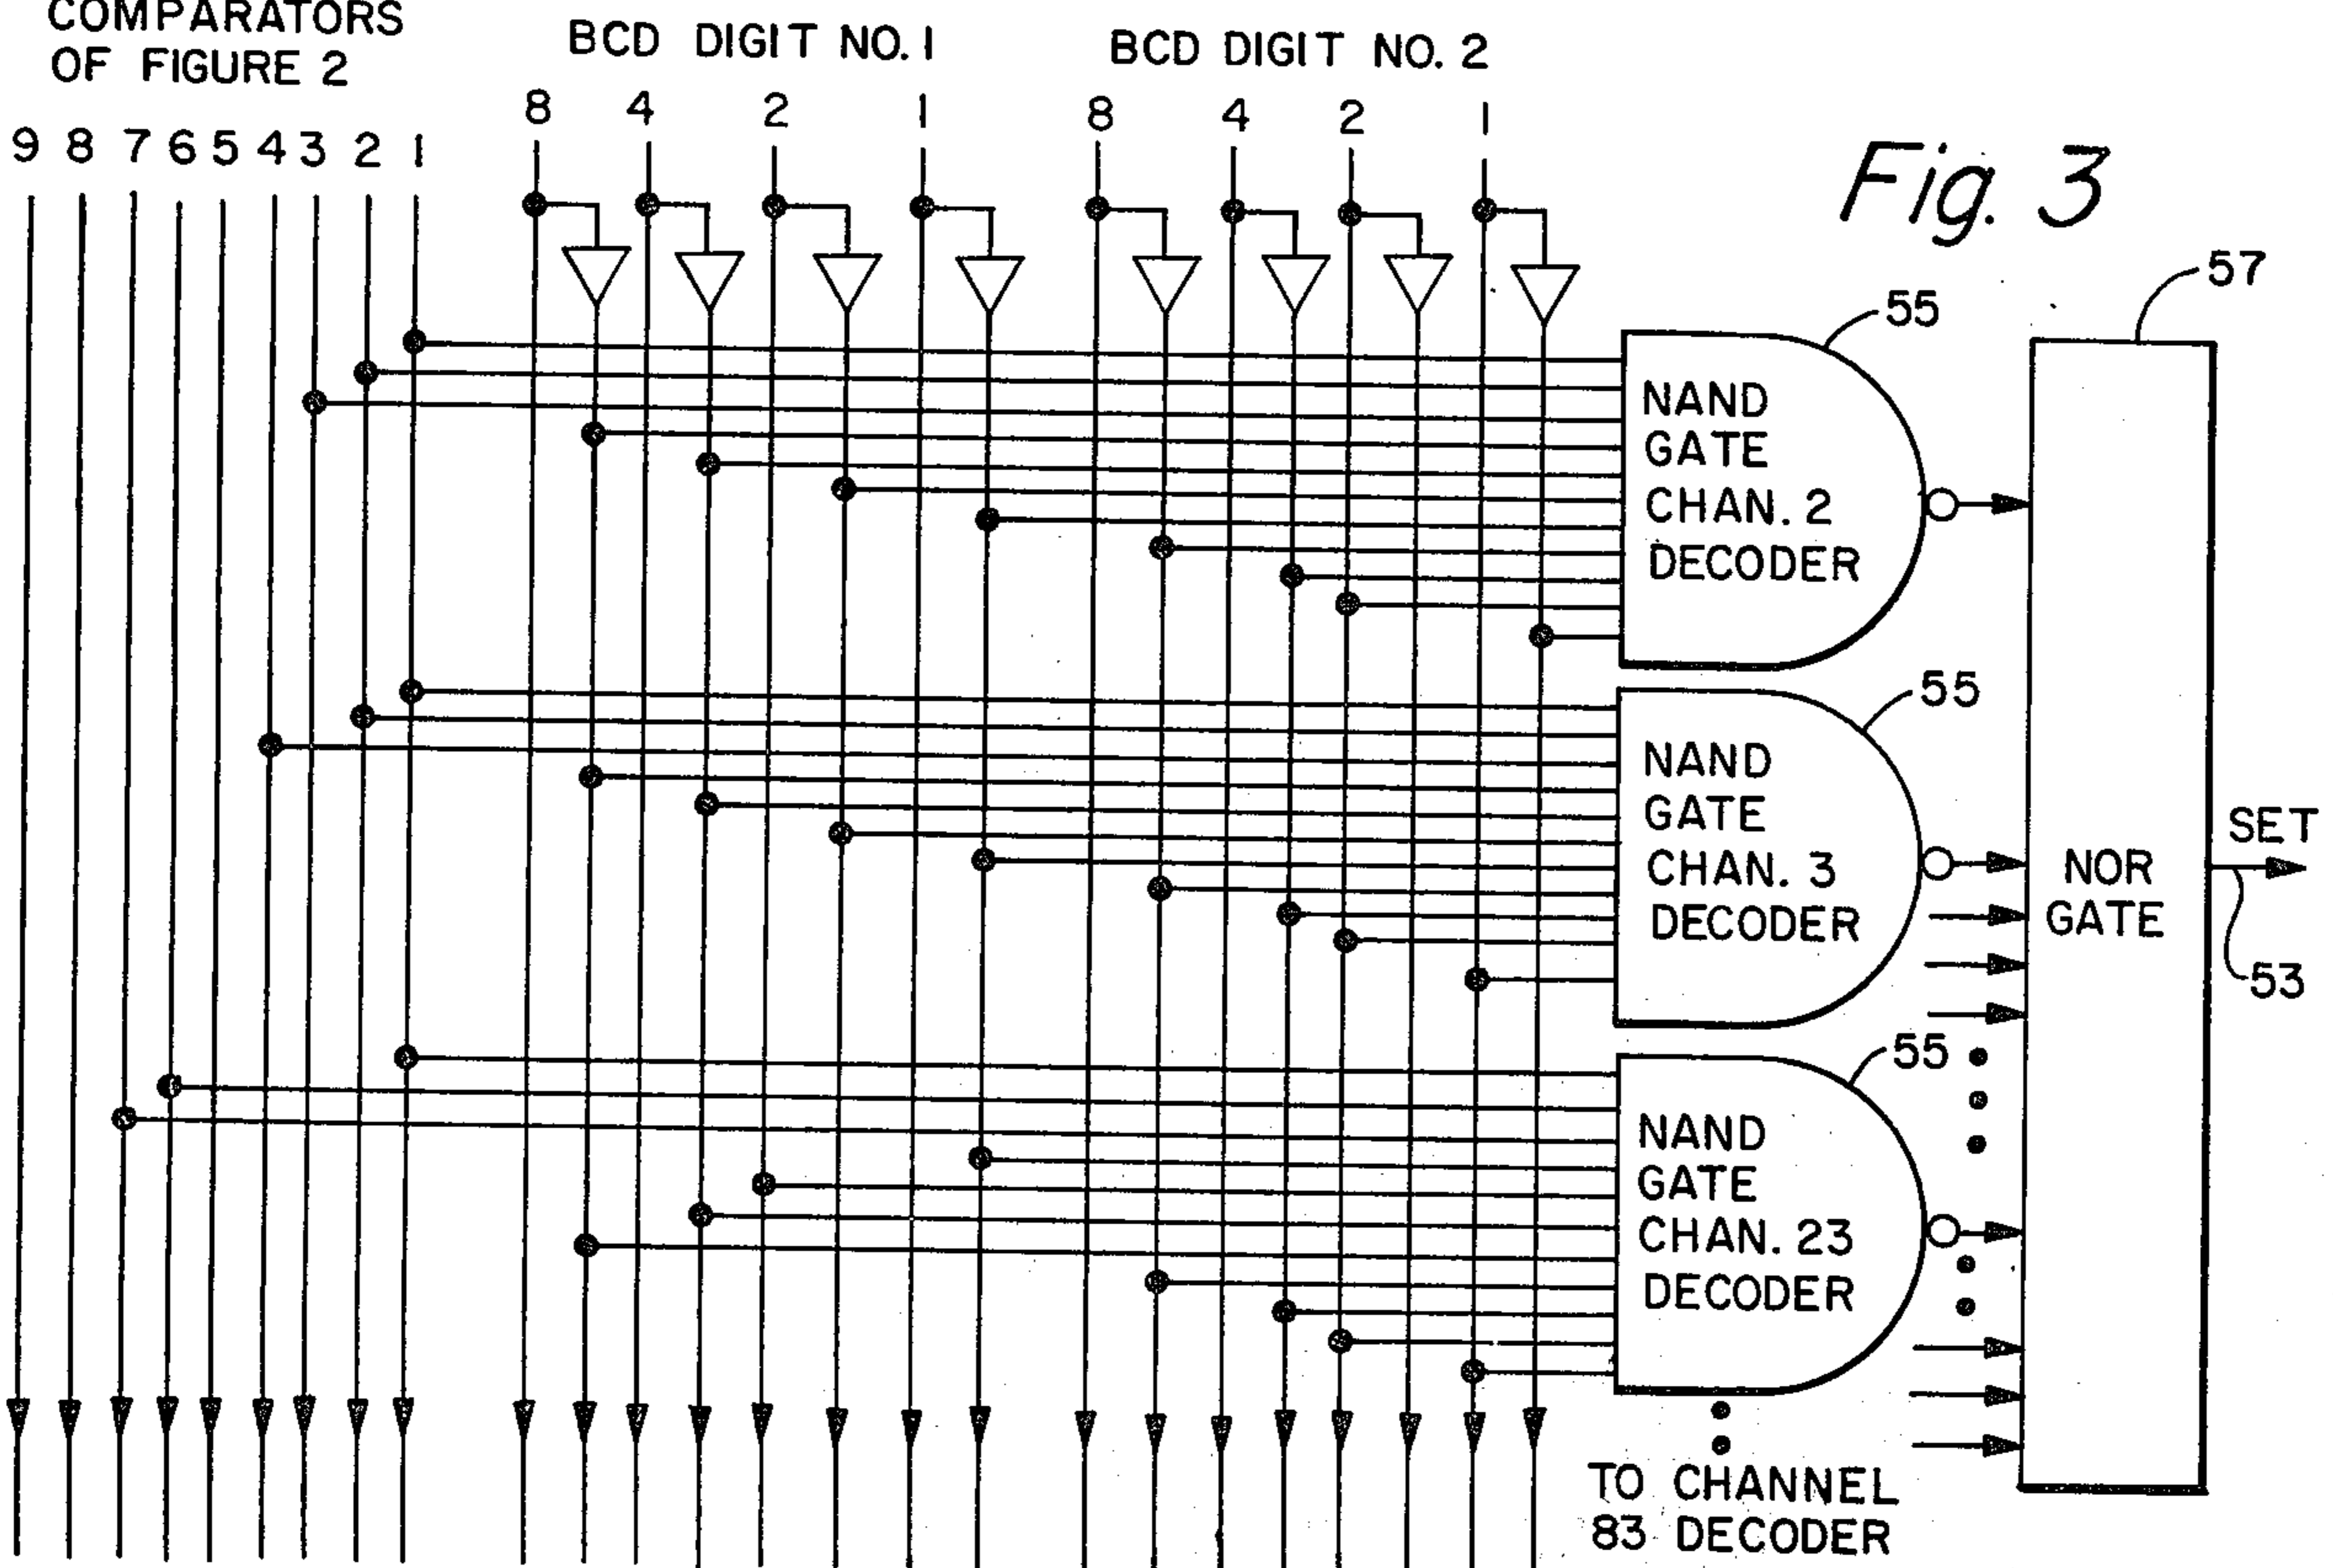 COMPARATORS
OF FIGURE 2
BCD DIGIT NO. 1
BCD DIGIT NO. 2
9 8 7 6 5 4 3 2 1
8 4 2 1
8 4 2 1
Fig. 3
57
55
NAND
GATE
CHAN. 2
DECODER
55
NAND
GATE
CHAN. 3
DECODER
SET
NOR
GATE
53
55
NAND
GATE
CHAN. 23
DECODER
TO CHANNEL
83 DECODER